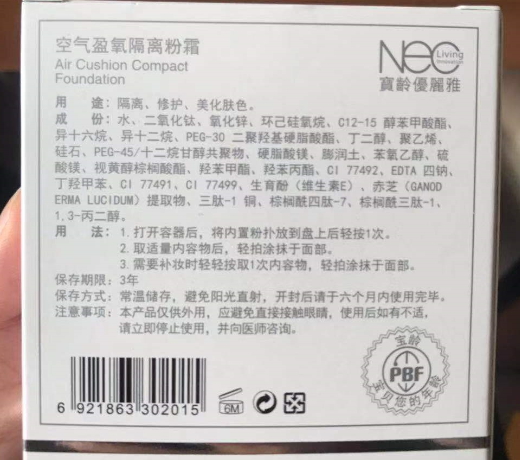 空气盈氧隔离粉霜
Air Cushion Compact
Foundation
NEO
Living
Innovation
寶齡優麗雅
用　途：隔离、修护、美化肤色。
成　份：水、二氧化钛、氧化锌、环己硅氧烷、C12-15 醇苯甲酸酯、
异十六烷、异十二烷、PEG-30 二聚羟基硬脂酸酯、丁二醇、聚乙烯、
硅石、PEG-45/十二烷甘醇共聚物、硬脂酸镁、膨润土、苯氧乙醇、硫
酸镁、视黄醇棕榈酸酯、羟苯甲酯、羟苯丙酯、CI 77492、EDTA 四钠、
丁羟甲苯、CI 77491、CI 77499、生育酚（维生素E）、赤芝（GANOD
ERMA LUCIDUM）提取物、三肽-1 铜、棕榈酰四肽-7、棕榈酰三肽-1、
1,3-丙二醇。
用　法：1.打开容器后，将内置粉扑放到盘上后轻按1次。
2.取适量内容物后，轻拍涂抹于面部。
3.需要补妆时轻轻按取1次内容物，轻拍涂抹于面部。
保存期限：3年
保存方式：常温储存，避免阳光直射，开封后请于六个月内使用完毕。
注意事项：本产品仅供外用，应避免直接接触眼睛，使用后如有不适，
请立即停止使用，并向医师咨询。
6 921863 302015
6M
宝龄
PBF
宝贝您的年龄